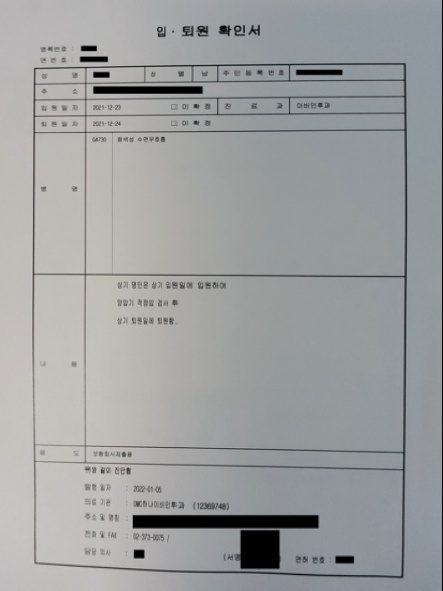 입 · 퇴원 확인서
병록번호 :
연 번 호 :
성 명 성 별 남 주 민 등 록 번 호
주 소
입 원 일 자 2021-12-23 □ 미 확 정 진 료 과 이비인후과
퇴 원 일 자 2021-12-24 □ 미 확 정
병 명 G4730 폐쇄성 수면무호흡
상기 병인은 상기 입원일에 입원하여
양압기 적정압 검사 후
상기 퇴원일에 퇴원함.
내 용
용 도 보험회사제출용
위와 같이 진단함
발행 일자 : 2022-01-05
의료 기관 : DMC하나이비인후과 (12369748)
주소 및 명칭 :
전화 및 FAX : 02-373-0075 /
담당 의사 : (서명 면허 번호 :